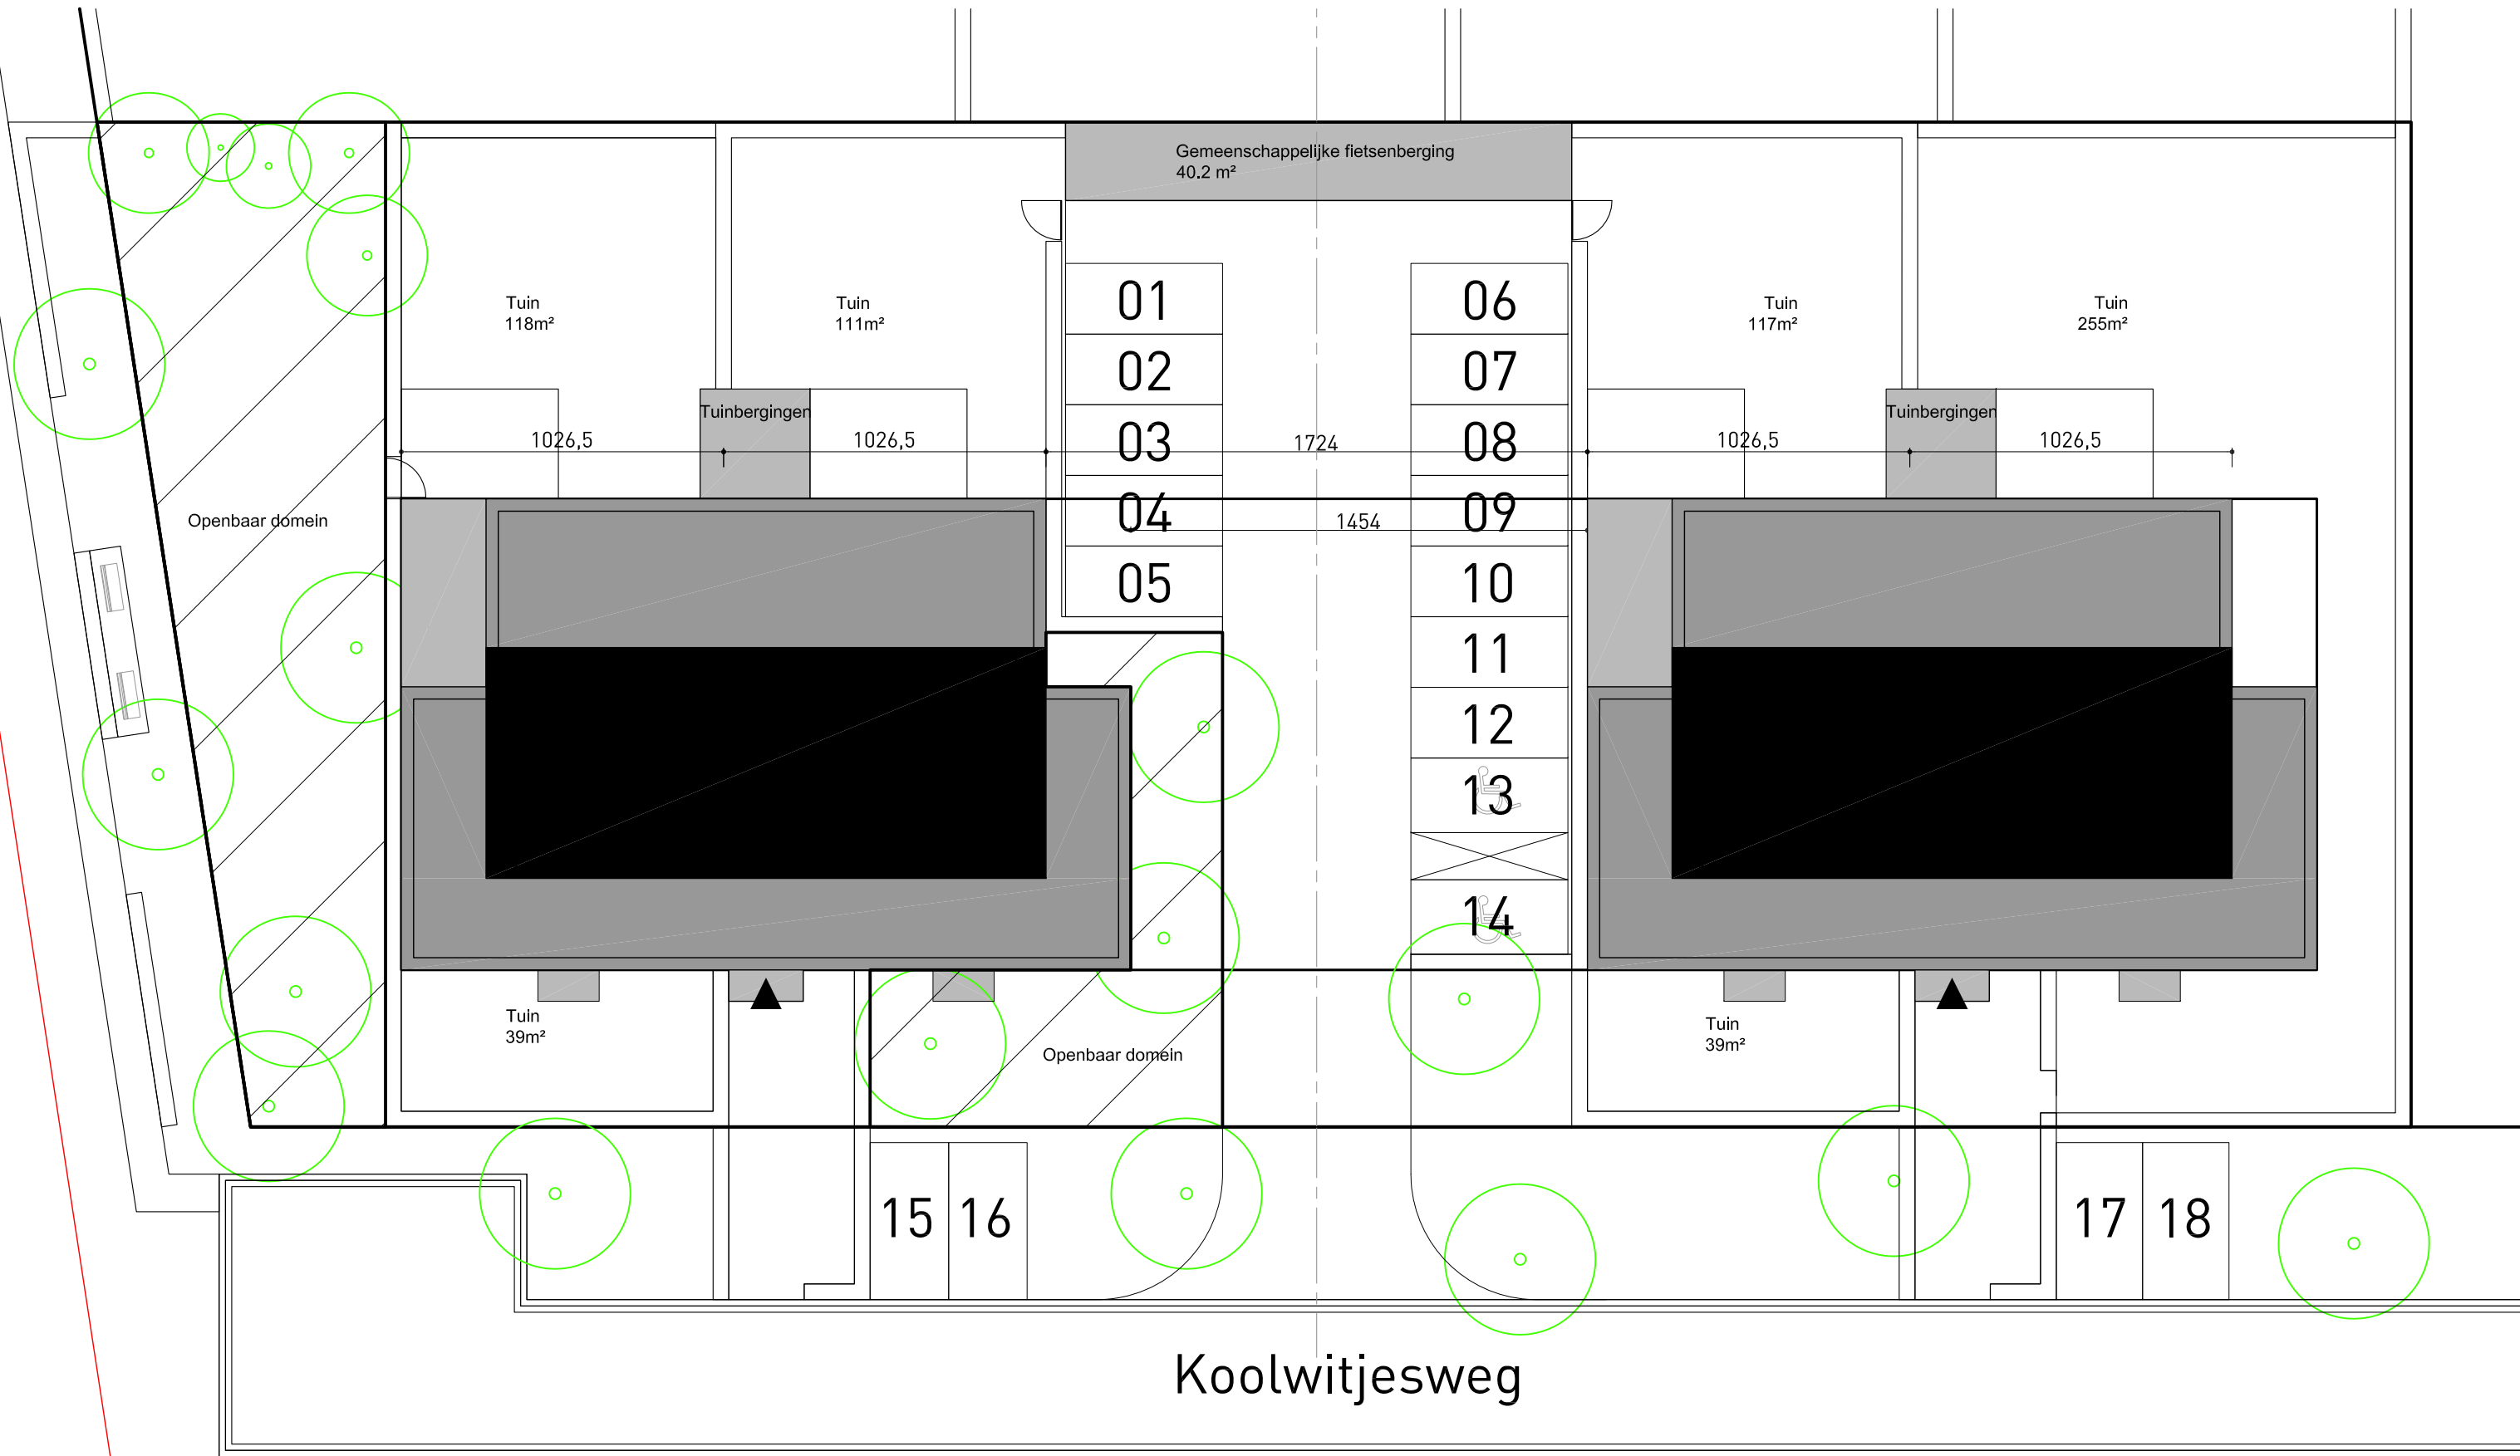 Gemeenschappelijke fietsenberging
40.2 m²
01
06
Tuin
118m²
Tuin
111m²
Tuin
117m²
Tuin
255m²
02
07
Tuinbergingen
Tuinbergingen
1026,5
1026,5
03
1724
08
1026,5
1026,5
Openbaar domein
04
1454
09
05
10
11
12
13
14
Tuin
39m²
Openbaar domein
Tuin
39m²
15
16
17
18
Koolwitjesweg